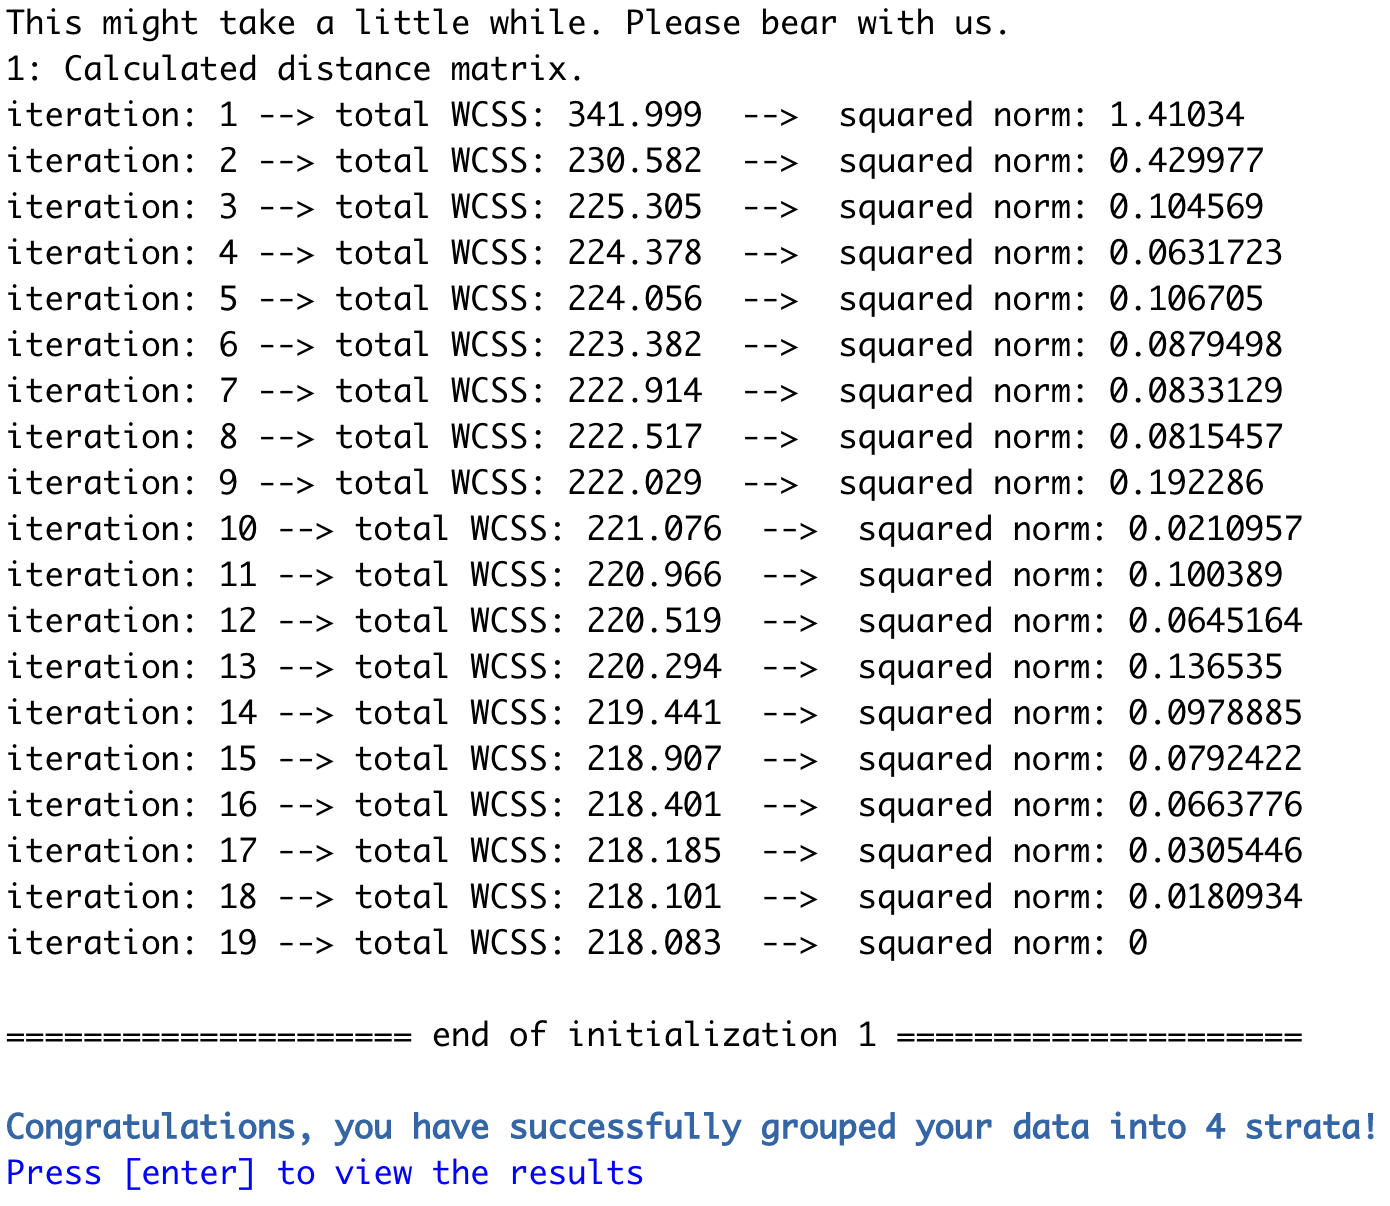 This might take a little while. Please bear with us.
1: Calculated distance matrix.
iteration: 1 --> total WCSS: 341.999  -->  squared norm: 1.41034
iteration: 2 --> total WCSS: 230.582  -->  squared norm: 0.429977
iteration: 3 --> total WCSS: 225.305  -->  squared norm: 0.104569
iteration: 4 --> total WCSS: 224.378  -->  squared norm: 0.0631723
iteration: 5 --> total WCSS: 224.056  -->  squared norm: 0.106705
iteration: 6 --> total WCSS: 223.382  -->  squared norm: 0.0879498
iteration: 7 --> total WCSS: 222.914  -->  squared norm: 0.0833129
iteration: 8 --> total WCSS: 222.517  -->  squared norm: 0.0815457
iteration: 9 --> total WCSS: 222.029  -->  squared norm: 0.192286
iteration: 10 --> total WCSS: 221.076  -->  squared norm: 0.0210957
iteration: 11 --> total WCSS: 220.966  -->  squared norm: 0.100389
iteration: 12 --> total WCSS: 220.519  -->  squared norm: 0.0645164
iteration: 13 --> total WCSS: 220.294  -->  squared norm: 0.136535
iteration: 14 --> total WCSS: 219.441  -->  squared norm: 0.0978885
iteration: 15 --> total WCSS: 218.907  -->  squared norm: 0.0792422
iteration: 16 --> total WCSS: 218.401  -->  squared norm: 0.0663776
iteration: 17 --> total WCSS: 218.185  -->  squared norm: 0.0305446
iteration: 18 --> total WCSS: 218.101  -->  squared norm: 0.0180934
iteration: 19 --> total WCSS: 218.083  -->  squared norm: 0
===================== end of initialization 1 =====================
Congratulations, you have successfully grouped your data into 4 strata!
Press [enter] to view the results